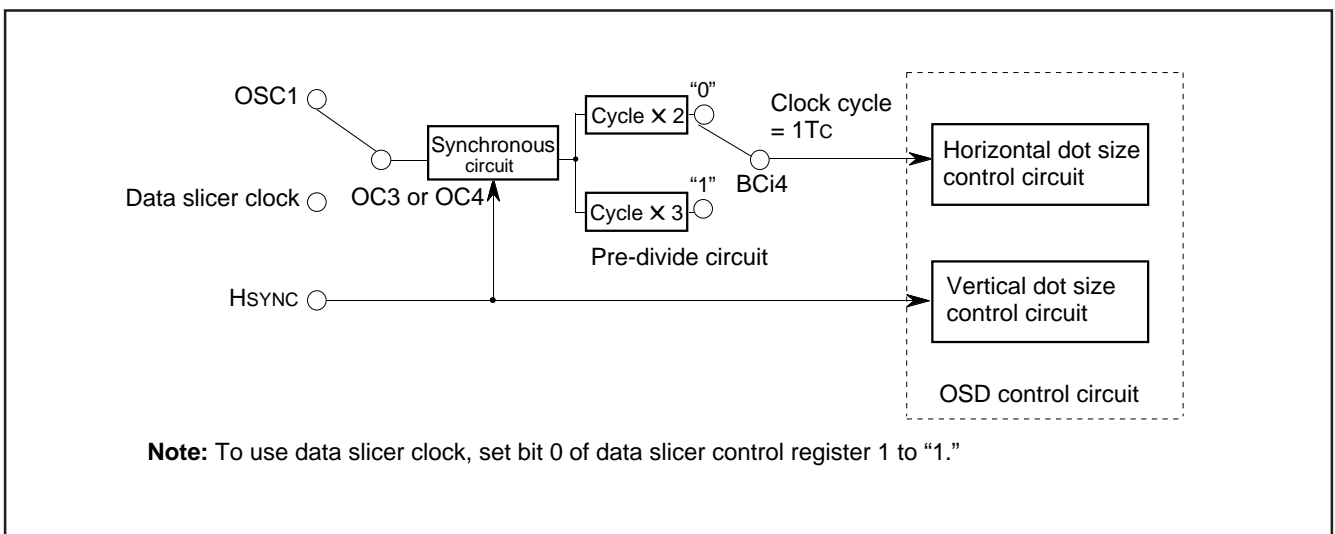 OSC1
Data slicer clock
HSYNC
OC3 or OC4
Synchronous
circuit
Cycle × 2
“0”
Cycle × 3
“1”
Pre-divide circuit
BCi4
Clock cycle
= 1TC
Horizontal dot size
control circuit
Vertical dot size
control circuit
OSD control circuit
Note: To use data slicer clock, set bit 0 of data slicer control register 1 to “1.”